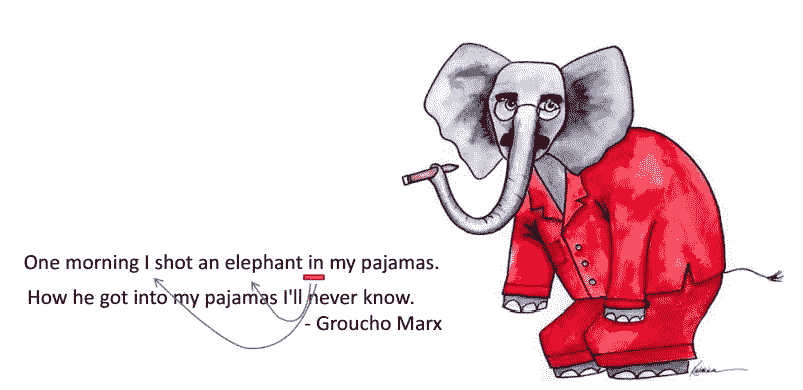 One morning I shot an elephant in my pajamas.
How he got into my pajamas I'll never know.
- Groucho Marx